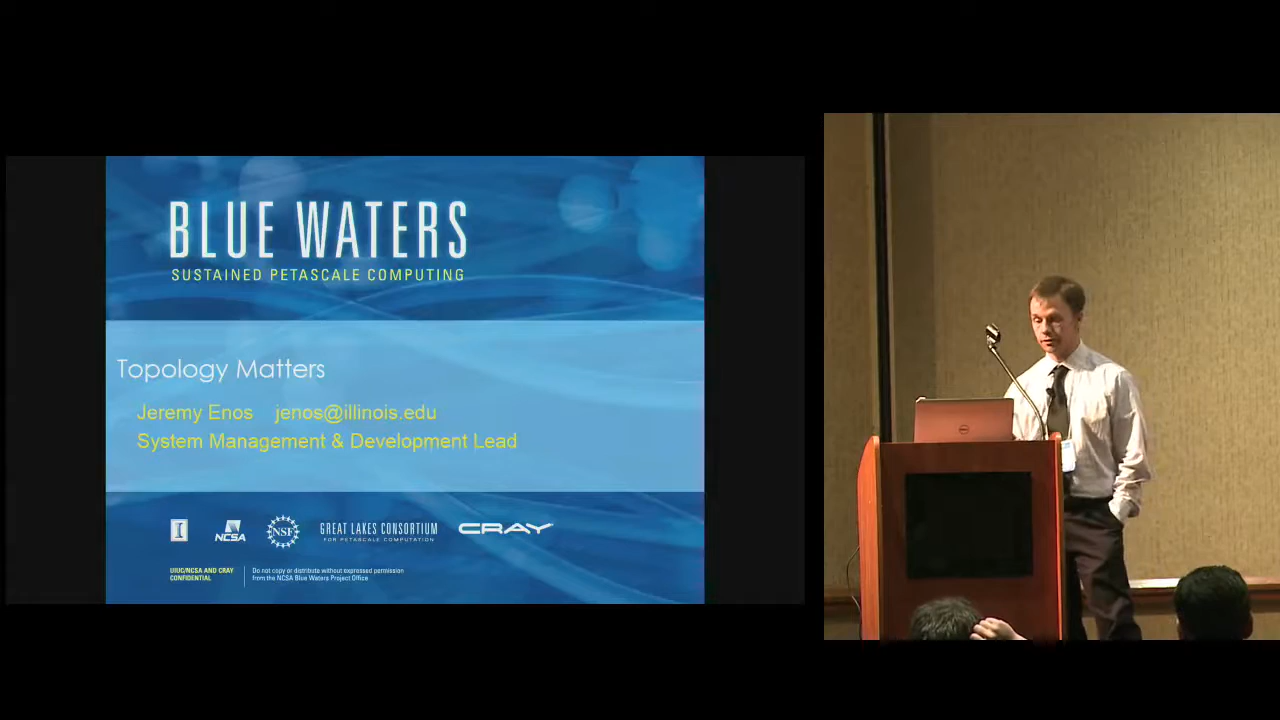 BLUE WATERS
SUSTAINED PETASCALE COMPUTING
Topology Matters
Jeremy Enos jenos@illinois.edu
System Management & Development Lead
I
NCSA
NSF
GREAT LAKES CONSORTIUM
FOR PETASCALE COMPUTATION
CRAY
UIUC/NCSA AND CRAY
CONFIDENTIAL
Do not copy or distribute without expressed permission
from the NCSA Blue Waters Project Office